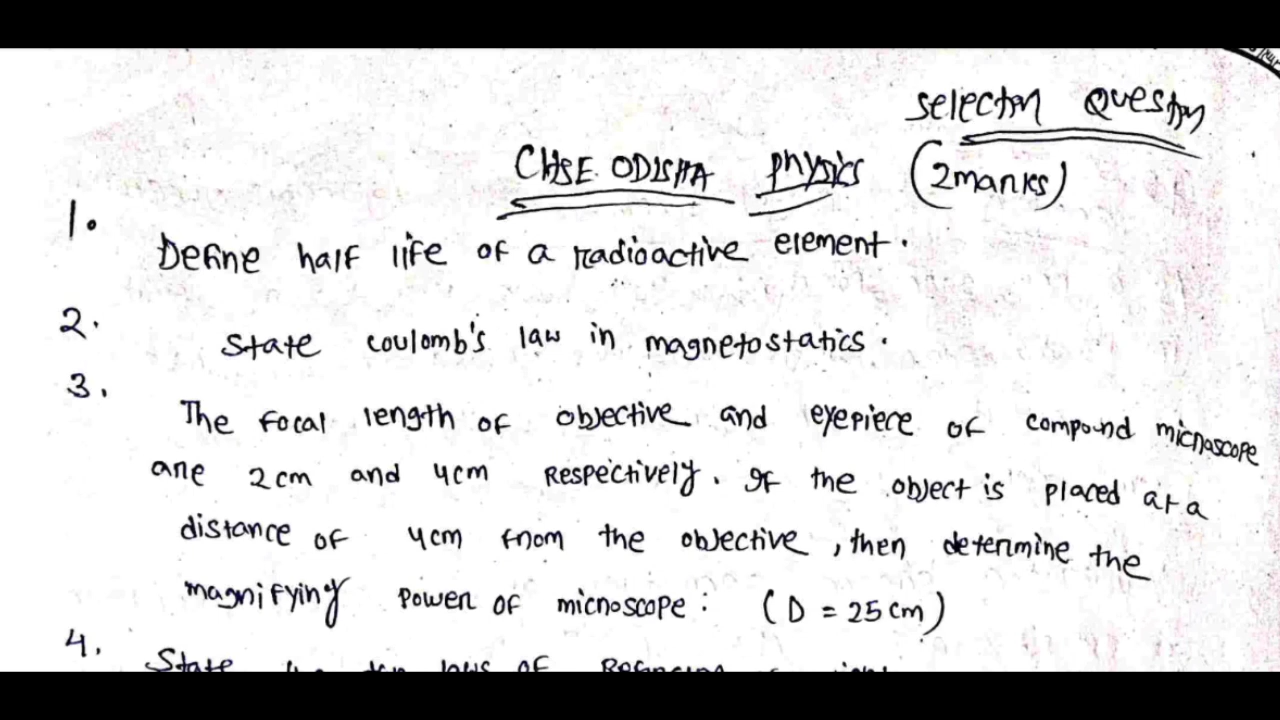 Selection Question
CHSE ODISHA Physics (2marks)
1.
Define half life of a radioactive element.
2.
State coulomb's law in magnetostatics.
3.
The focal length of objective and eyepiece of compound microscope
are 2cm and 4cm Respectively. If the object is placed at a
distance of 4cm from the objective, then determine the
magnifying power of microscope: (D = 25cm)
4.
State laws of